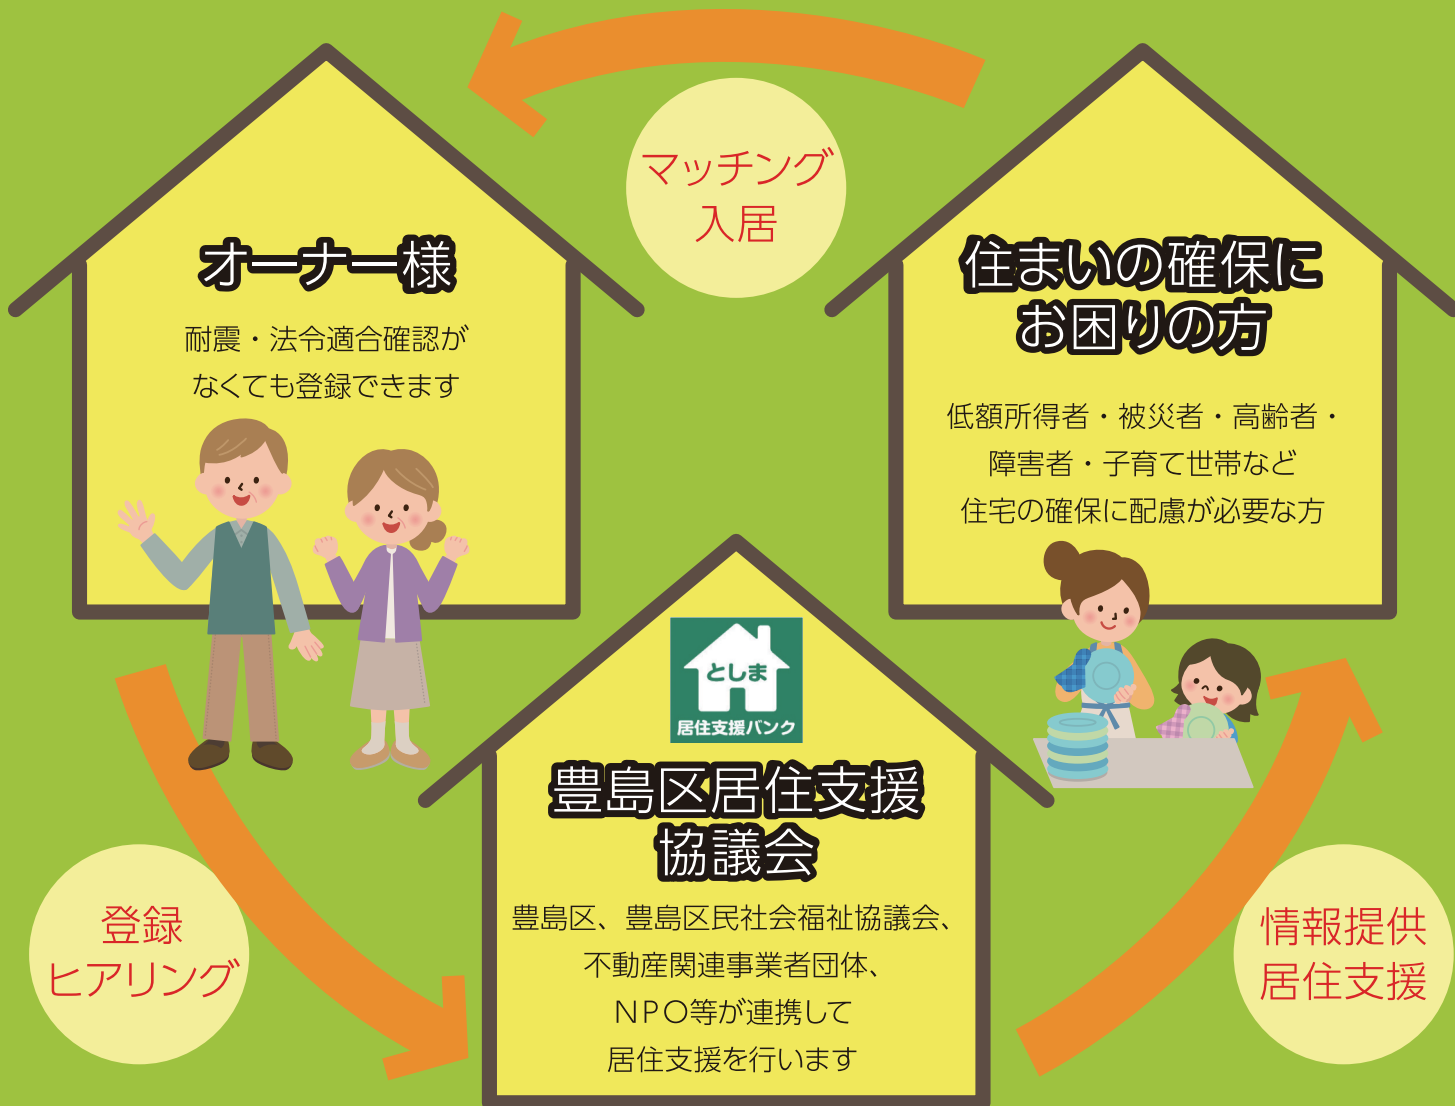 マッチング
入居
オーナー様
耐震・法令適合確認が
なくても登録できます
住まいの確保に
お困りの方
低額所得者・被災者・高齢者・
障害者・子育て世帯など
住宅の確保に配慮が必要な方
としま
居住支援バンク
豊島区居住支援
協議会
豊島区、豊島区民社会福祉協議会、
不動産関連事業者団体、
NPO等が連携して
居住支援を行います
登録
ヒアリング
情報提供
居住支援